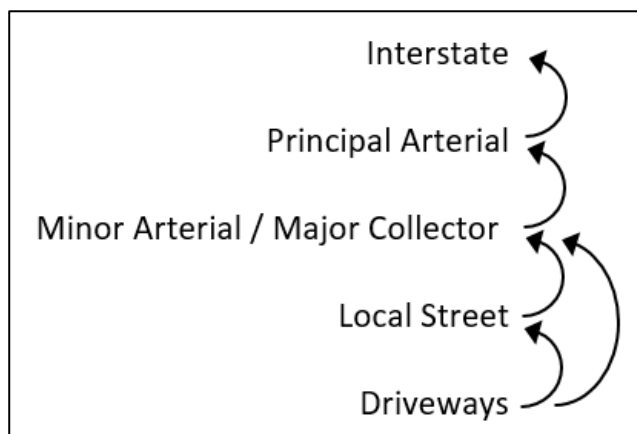 Interstate
Principal Arterial
Minor Arterial / Major Collector
Local Street
Driveways